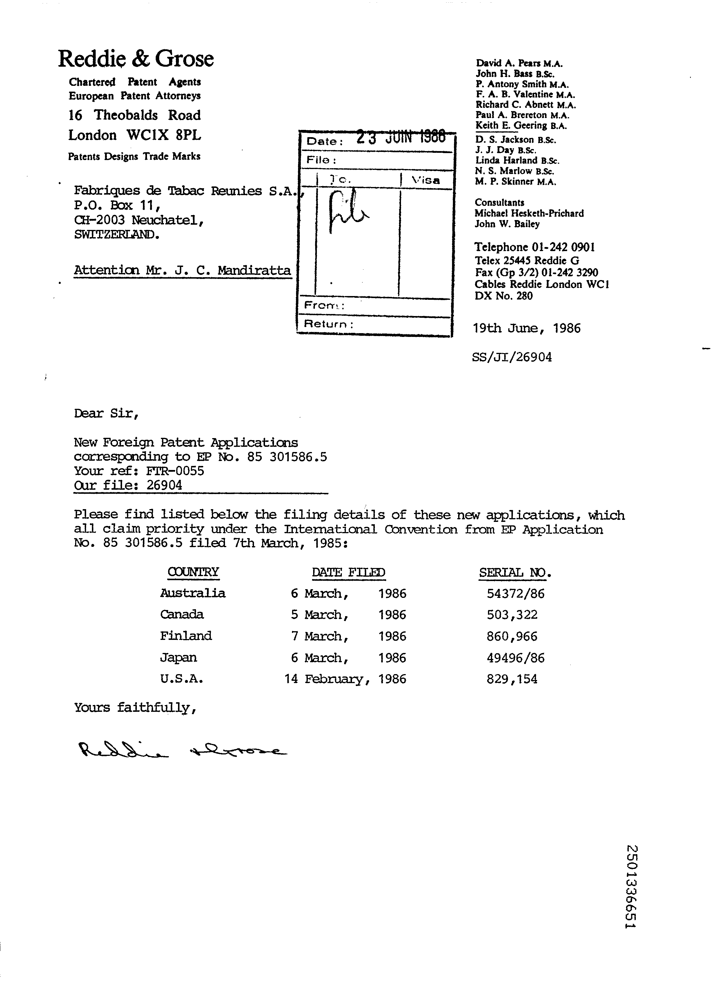 Reddie & Grose
Chartered Patent Agents
European Patent Attorneys
16 Theobalds Road
London WC1X 8PL
Patents Designs Trade Marks
David A. Pears M.A.
John H. Bass B.Sc.
P. Antony Smith M.A.
F. A. B. Valentine M.A.
Richard C. Abnett M.A.
Paul A. Brereton M.A.
Keith E. Geering B.A.
D. S. Jackson B.Sc.
J. J. Day B.Sc.
Linda Harland B.Sc.
N. S. Marlow B.Sc.
M. P. Skinner M.A.
Consultants
Michael Hesketh-Prichard
John W. Bailey
Telephone 01-242 0901
Telex 25445 Reddie G
Fax (Gp 3/2) 01-242 3290
Cables Reddie London WC1
DX No. 280
Date: 23 JUIN 1986
File:
To. Visa
From:
Return:
Fabriques de Tabac Reunies S.A.,
P.O. Box 11,
CH-2003 Neuchatel,
SWITZERLAND.
Attention Mr. J. C. Mandiratta
19th June, 1986
SS/JI/26904
Dear Sir,
New Foreign Patent Applications
corresponding to EP No. 85 301586.5
Your ref: FTR-0055
Our file: 26904
Please find listed below the filing details of these new applications, which
all claim priority under the International Convention from EP Application
No. 85 301586.5 filed 7th March, 1985:
COUNTRY DATE FILED SERIAL NO.
Australia 6 March, 1986 54372/86
Canada 5 March, 1986 503,322
Finland 7 March, 1986 860,966
Japan 6 March, 1986 49496/86
U.S.A. 14 February, 1986 829,154
Yours faithfully,
Reddie & Grose
2501336651